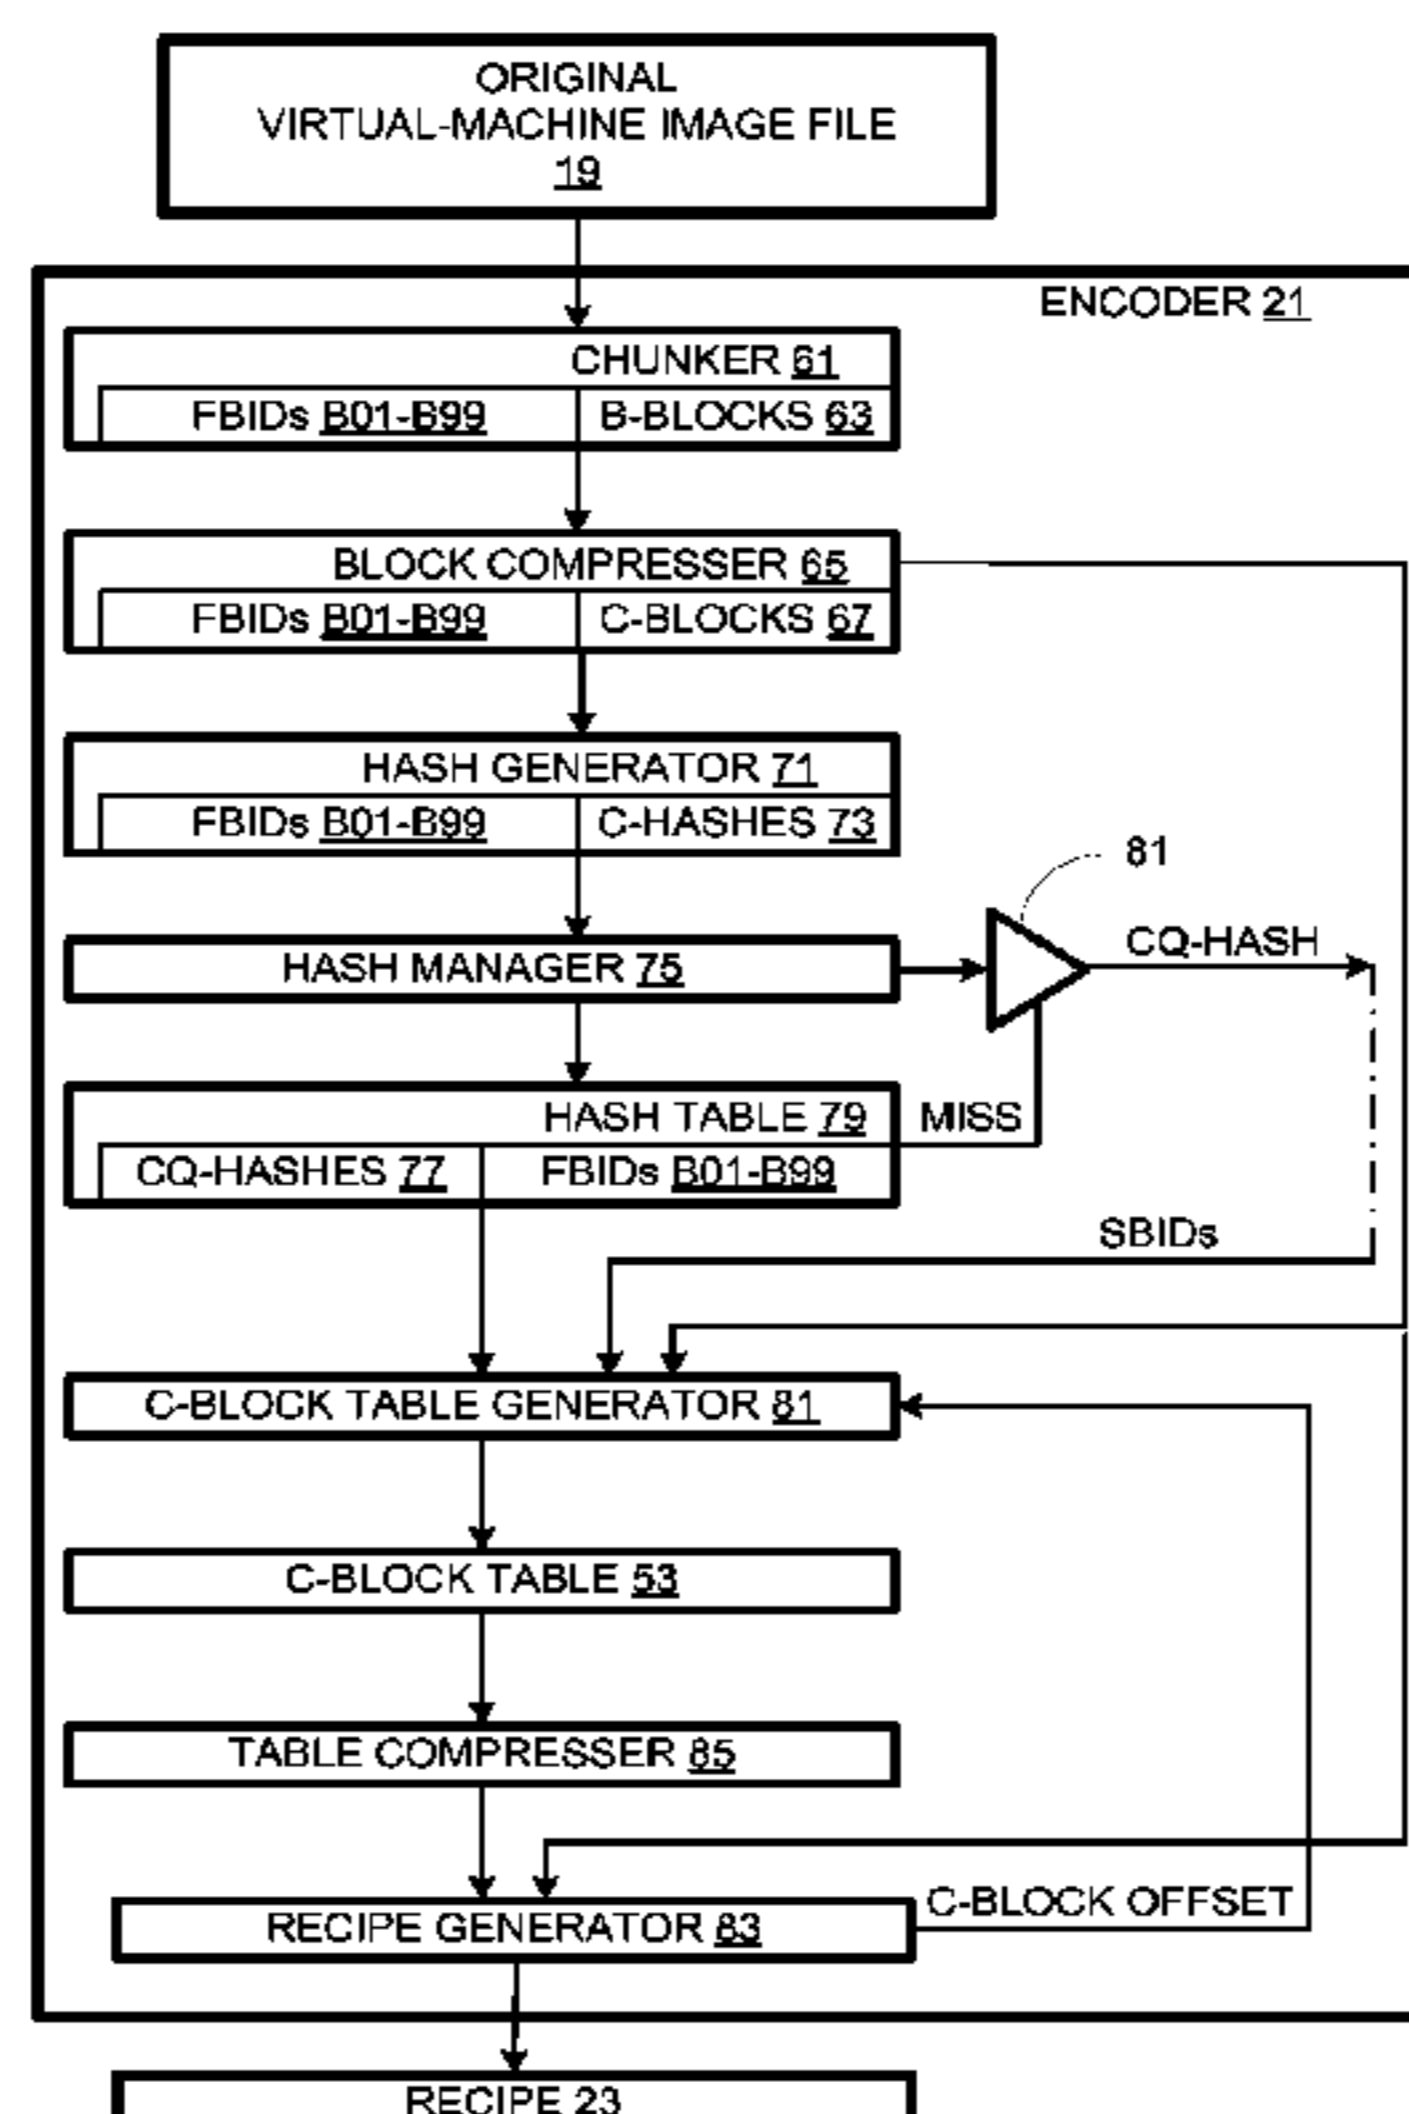 ORIGINAL
VIRTUAL-MACHINE IMAGE FILE
19
ENCODER 21
CHUNKER 61
FBIDs B01-B99 B-BLOCKS 63
BLOCK COMPRESSER 65
FBIDs B01-B99 C-BLOCKS 67
HASH GENERATOR 71
FBIDs B01-B99 C-HASHES 73
81
CQ-HASH
HASH MANAGER 75
HASH TABLE 79
MISS
CQ-HASHES 77 FBIDs B01-B99
SBIDs
C-BLOCK TABLE GENERATOR 81
C-BLOCK TABLE 53
TABLE COMPRESSER 85
C-BLOCK OFFSET
RECIPE GENERATOR 83
RECIPE 23